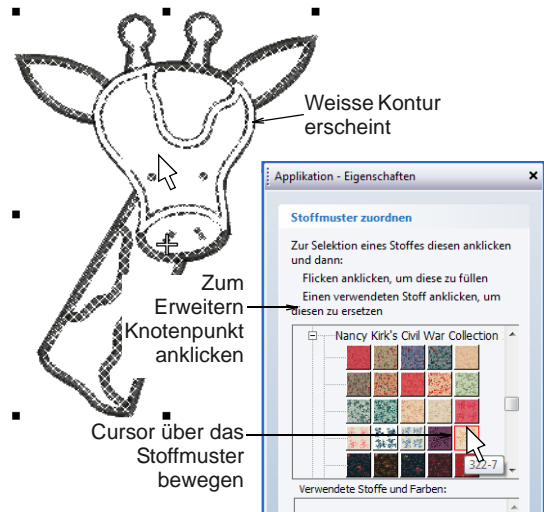 Weisse Kontur
erscheint
Applikation - Eigenschaften
Stoffmuster zuordnen
Zur Selektion eines Stoffes diesen anklicken
und dann:
Flicken anklicken, um diese zu füllen
Einen verwendeten Stoff anklicken, um
diesen zu ersetzen
Zum
Erweitern
Knotenpunkt
anklicken
Nancy Kirk's Civil War Collection
Cursor über das
Stoffmuster
bewegen
322-7
Verwendete Stoffe und Farben: